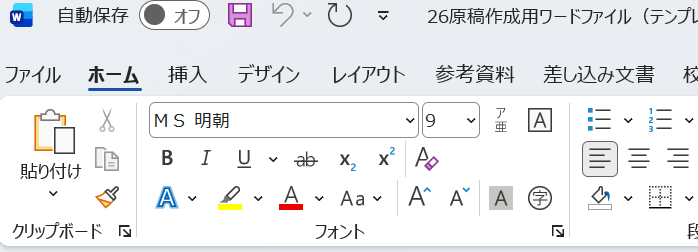 自動保存 オフ 26原稿作成用ワードファイル（テンプレ
ファイル ホーム 挿入 デザイン レイアウト 参考資料 差し込み文書 校
ＭＳ 明朝 9 ア亜 A
貼り付け B I U ab x₂ x² A
A A Aa A A A 字
クリップボード フォント 段